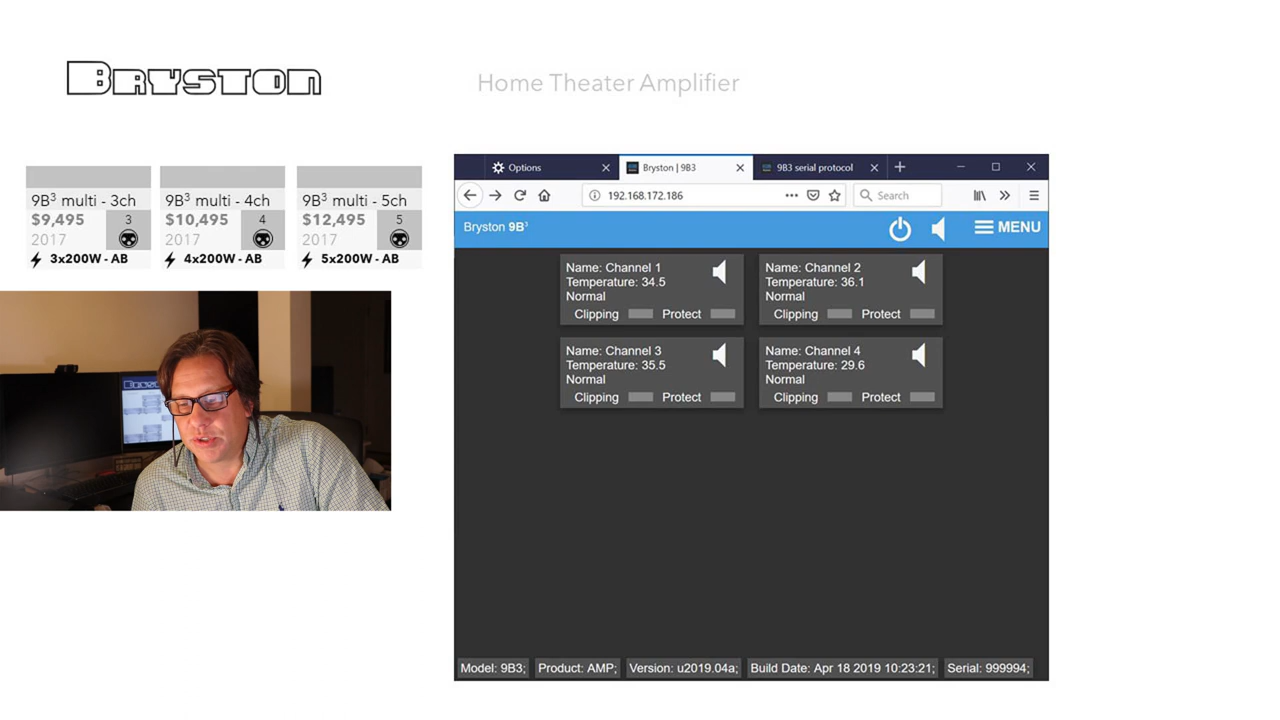 BRYSTON
Home Theater Amplifier
9B³ multi - 3ch
$9,495
3
2017
3x200W - AB
9B³ multi - 4ch
$10,495
4
2017
4x200W - AB
9B³ multi - 5ch
$12,495
5
2017
5x200W - AB
Options
Bryston | 9B3
9B3 serial protocol
192.168.172.186
Search
Bryston 9B³
MENU
Name: Channel 1
Temperature: 34.5
Normal
Clipping Protect
Name: Channel 2
Temperature: 36.1
Normal
Clipping Protect
Name: Channel 3
Temperature: 35.5
Normal
Clipping Protect
Name: Channel 4
Temperature: 29.6
Normal
Clipping Protect
Model: 9B3; Product: AMP; Version: u2019.04a; Build Date: Apr 18 2019 10:23:21; Serial: 999994;